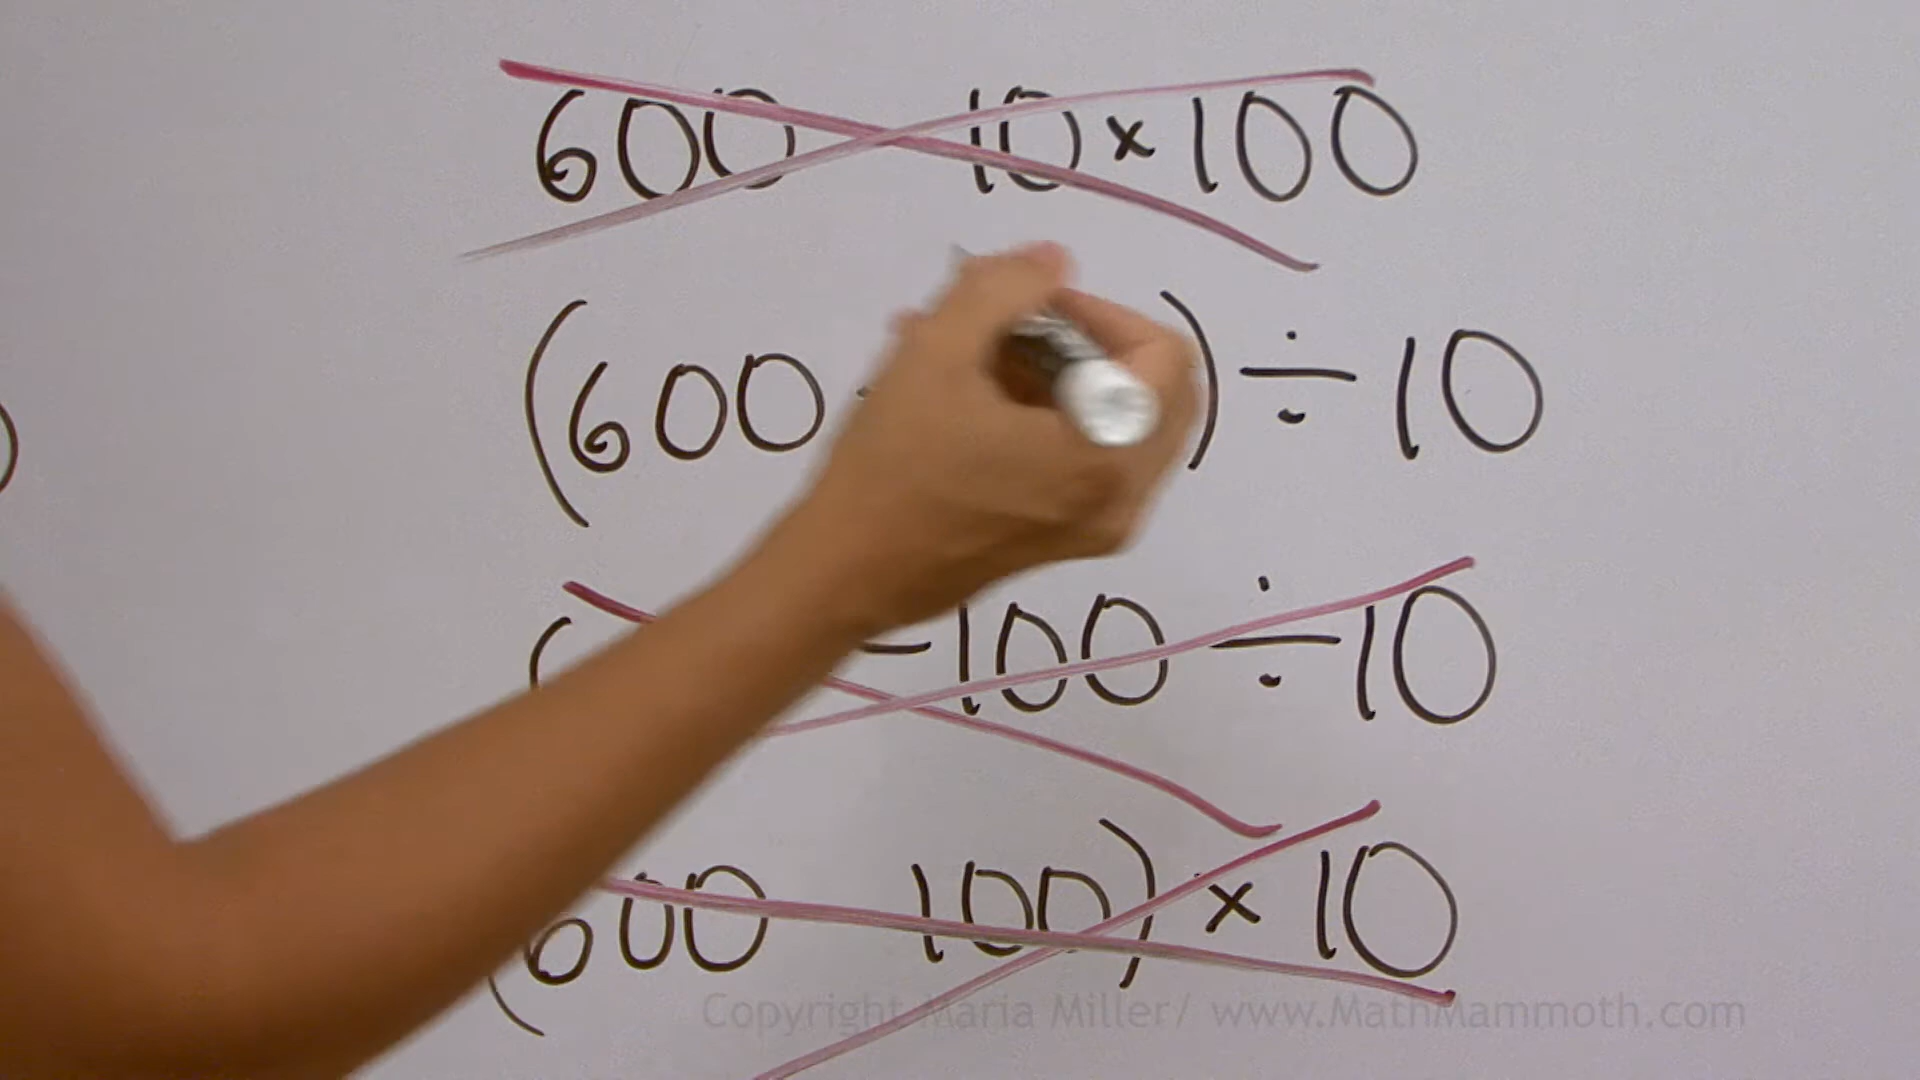 600 10 × 100
(600 ) ÷ 10
( – 100 ÷ 10
(600 100) × 10
Copyright Maria Miller / www.MathMammoth.com